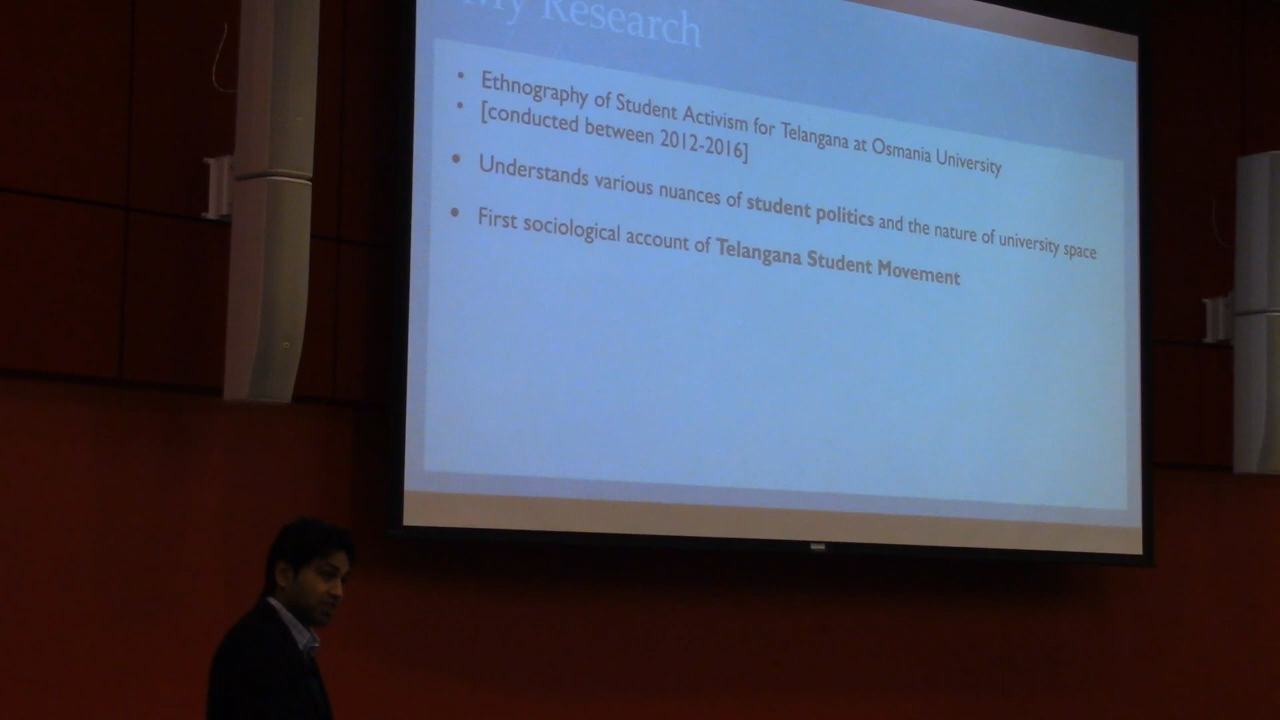 My Research
• Ethnography of Student Activism for Telangana at Osmania University
• [conducted between 2012-2016]
• Understands various nuances of student politics and the nature of university space
• First sociological account of Telangana Student Movement